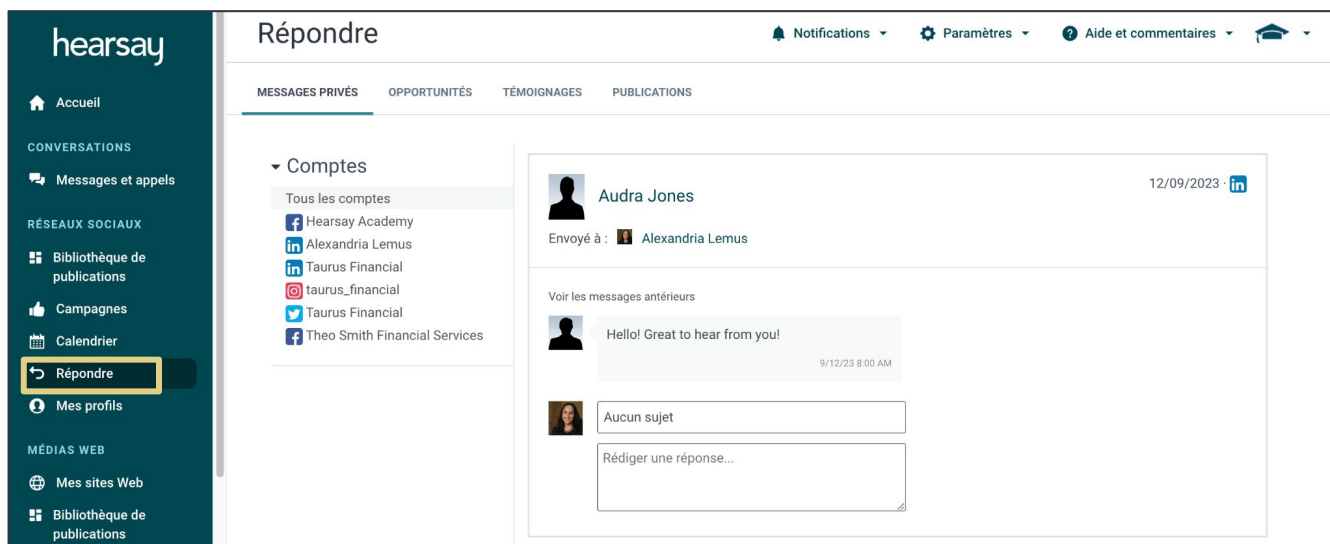 hearsay
Accueil
CONVERSATIONS
Messages et appels
RÉSEAUX SOCIAUX
Bibliothèque de
publications
Campagnes
Calendrier
Répondre
Mes profils
MÉDIAS WEB
Mes sites Web
Bibliothèque de
publications
Répondre
Notifications
Paramètres
Aide et commentaires
MESSAGES PRIVÉS OPPORTUNITÉS TÉMOIGNAGES PUBLICATIONS
Comptes
Tous les comptes
Hearsay Academy
Alexandria Lemus
Taurus Financial
taurus_financial
Taurus Financial
Theo Smith Financial Services
Audra Jones
12/09/2023 ·
Envoyé à : Alexandria Lemus
Voir les messages antérieurs
Hello! Great to hear from you!
9/12/23 8:00 AM
Aucun sujet
Rédiger une réponse...